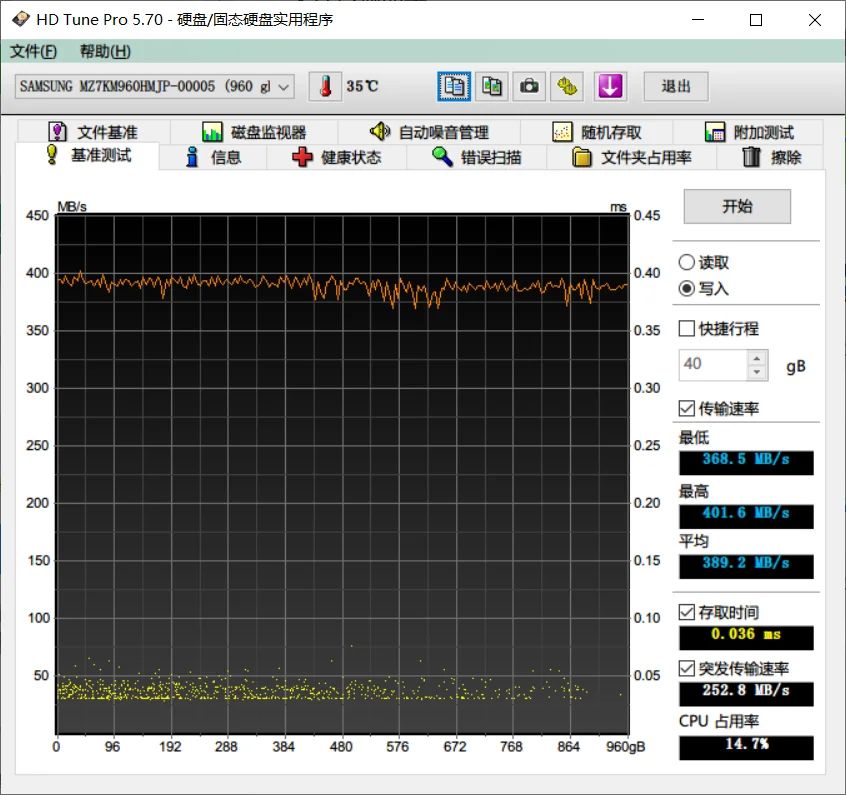 HD Tune Pro 5.70 - 硬盘/固态硬盘实用程序
文件(F) 帮助(H)
SAMSUNG MZ7KM960HMJP-00005 (960 gl 35℃ 退出
文件基准 磁盘监视器 自动噪音管理 随机存取 附加测试
基准测试 信息 健康状态 错误扫描 文件夹占用率 擦除
MB/s ms
450 0.45
400 0.40
350 0.35
300 0.30
250 0.25
200 0.20
150 0.15
100 0.10
50 0.05
0 96 192 288 384 480 576 672 768 864 960gB
开始
读取
写入
快捷行程
40 gB
传输速率
最低
368.5 MB/s
最高
401.6 MB/s
平均
389.2 MB/s
存取时间
0.036 ms
突发传输速率
252.8 MB/s
CPU 占用率
14.7%